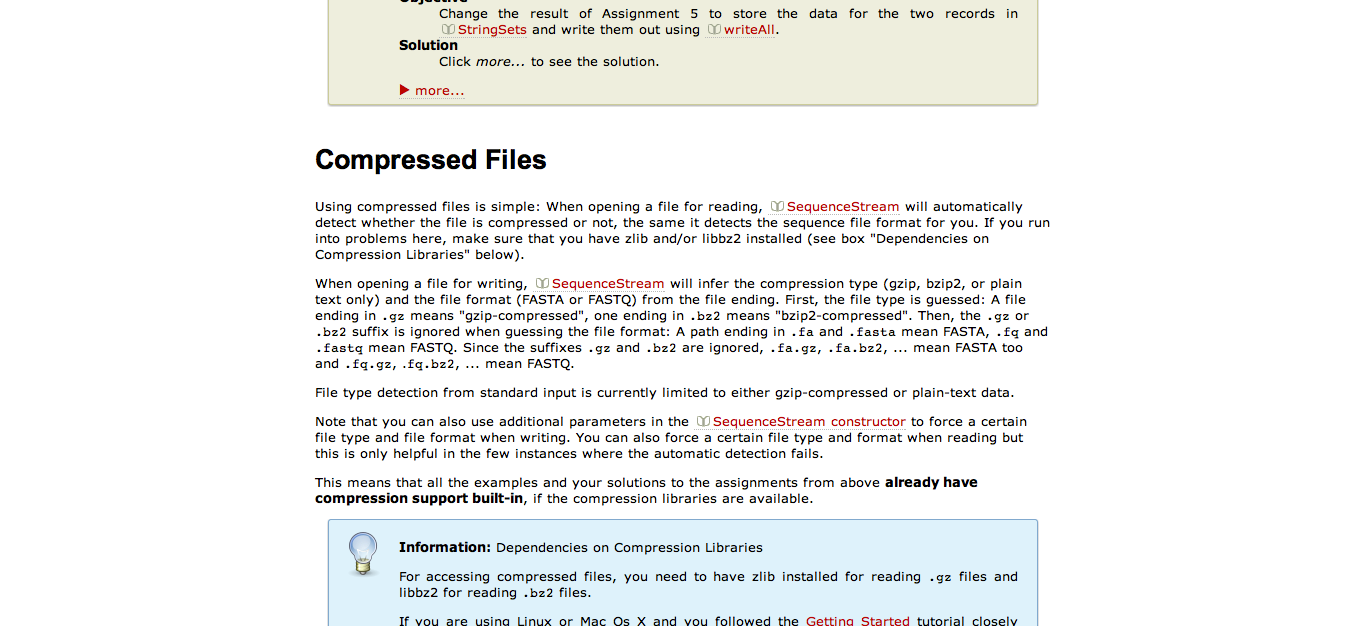 Objective
Change the result of Assignment 5 to store the data for the two records in
StringSets and write them out using writeAll.
Solution
Click more... to see the solution.
more...
Compressed Files
Using compressed files is simple: When opening a file for reading, SequenceStream will automatically
detect whether the file is compressed or not, the same it detects the sequence file format for you. If you run
into problems here, make sure that you have zlib and/or libbz2 installed (see box "Dependencies on
Compression Libraries" below).
When opening a file for writing, SequenceStream will infer the compression type (gzip, bzip2, or plain
text only) and the file format (FASTA or FASTQ) from the file ending. First, the file type is guessed: A file
ending in .gz means "gzip-compressed", one ending in .bz2 means "bzip2-compressed". Then, the .gz or
.bz2 suffix is ignored when guessing the file format: A path ending in .fa and .fasta mean FASTA, .fq and
.fastq mean FASTQ. Since the suffixes .gz and .bz2 are ignored, .fa.gz, .fa.bz2, ... mean FASTA too
and .fq.gz, .fq.bz2, ... mean FASTQ.
File type detection from standard input is currently limited to either gzip-compressed or plain-text data.
Note that you can also use additional parameters in the SequenceStream constructor to force a certain
file type and file format when writing. You can also force a certain file type and format when reading but
this is only helpful in the few instances where the automatic detection fails.
This means that all the examples and your solutions to the assignments from above already have
compression support built-in, if the compression libraries are available.
Information: Dependencies on Compression Libraries
For accessing compressed files, you need to have zlib installed for reading .gz files and
libbz2 for reading .bz2 files.
If you are using Linux or Mac Os X and you followed the Getting Started tutorial closely